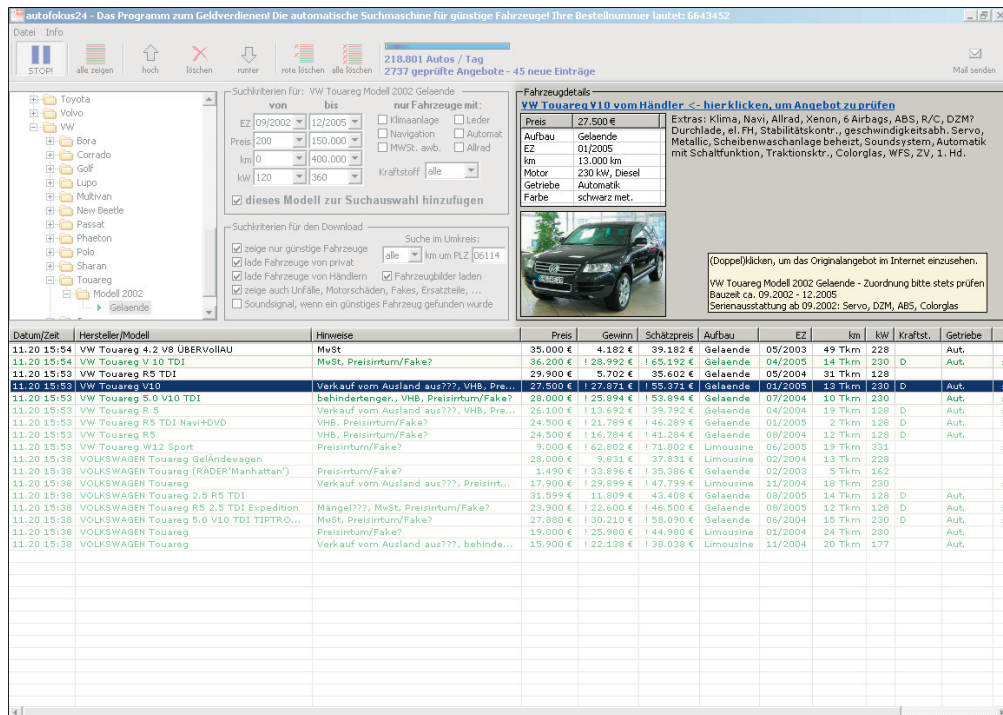 autofokus24 - Das Programm zum Geldverdienen! Die automatische Suchmaschine für günstige Fahrzeuge! Ihre Bestellnummer lautet: 6643452
Datei Info
STOP! alle zeigen hoch löschen runter rote löschen alle löschen
218.801 Autos / Tag
2737 geprüfte Angebote - 45 neue Einträge
Mail senden
Toyota
Volvo
VW
Bora
Corrado
Golf
Lupo
Multivan
New Beetle
Passat
Phaeton
Polo
Sharan
Touareg
Modell 2002
Gelaende
Suchkriterien für: VW Touareg Modell 2002 Gelaende
von bis nur Fahrzeuge mit:
EZ 09/2002 12/2005 Klimaanlage Leder
Preis 200 150.000 Navigation Automat
km 0 400.000 MWSt. awb. Allrad
kW 120 360 Kraftstoff alle
dieses Modell zur Suchauswahl hinzufügen
Suchkriterien für den Download
zeige nur günstige Fahrzeuge Suche im Umkreis:
lade Fahrzeuge von privat alle km um PLZ 06114
lade Fahrzeuge von Händlern Fahrzeugbilder laden
zeige auch Unfälle, Motorschäden, Fakes, Ersatzteile, ...
Soundsignal, wenn ein günstiges Fahrzeug gefunden wurde
Fahrzeugdetails
VW Touareg V10 vom Händler <- hier klicken, um Angebot zu prüfen
Preis 27.500 €
Aufbau Gelaende
EZ 01/2005
km 13.000 km
Motor 230 kW, Diesel
Getriebe Automatik
Farbe schwarz met.
Extras: Klima, Navi, Allrad, Xenon, 6 Airbags, ABS, R/C, DZM?
Durchlade, el.FH, Stabilitätskontr., geschwindigkeitsabh. Servo,
Metallic, Scheibenwaschanlage beheizt, Soundsystem, Automatik
mit Schaltfunktion, Traktionsktr., Colorglas, WFS, ZV, 1. Hd.
(Doppel)klicken, um das Originalangebot im Internet einzusehen.
VW Touareg Modell 2002 Gelaende - Zuordnung bitte stets prüfen
Bauzeit ca. 09.2002 - 12.2005
Serienausstattung ab 09.2002: Servo, DZM, ABS, Colorglas
Datum/Zeit Hersteller/Modell Hinweise Preis Gewinn Schätzpreis Aufbau EZ km kW Kraftst. Getriebe
11.20 15:54 VW Touareg 4.2 V8 ÜBERVollAU MwSt 35.000 € 4.182 € 39.182 € Gelaende 05/2003 49 Tkm 228 Aut.
11.20 15:54 VW Touareg V 10 TDI MwSt, Preisirrtum/Fake? 36.200 € ! 28.992 € ! 65.192 € Gelaende 04/2005 14 Tkm 230 D Aut.
11.20 15:53 VW Touareg R5 TDI 29.900 € 5.702 € 35.602 € Gelaende 05/2004 31 Tkm 128
11.20 15:53 VW Touareg V10 Verkauf vom Ausland aus???, VHB, Pre... 27.500 € ! 27.871 € ! 55.371 € Gelaende 01/2005 13 Tkm 230 D Aut.
11.20 15:53 VW Touareg 5.0 V10 TDI behindertenger., VHB, Preisirrtum/Fake? 28.000 € ! 25.894 € ! 53.894 € Gelaende 07/2004 10 Tkm 230 Aut.
11.20 15:53 VW Touareg R 5 Verkauf vom Ausland aus???, VHB, Pre... 26.100 € ! 13.692 € ! 39.792 € Gelaende 04/2004 19 Tkm 128 D Aut.
11.20 15:53 VW Touareg R5 TDI Navi+DVD VHB, Preisirrtum/Fake? 24.500 € ! 21.789 € ! 46.289 € Gelaende 01/2005 2 Tkm 128 D Aut.
11.20 15:53 VW Touareg R5 VHB, Preisirrtum/Fake? 24.500 € ! 16.784 € ! 41.284 € Gelaende 08/2004 12 Tkm 128 D Aut.
11.20 15:53 VW Touareg W12 Sport Preisirrtum/Fake? 9.000 € ! 62.802 € ! 71.802 € Limousine 06/2005 19 Tkm 331
11.20 15:38 VOLKSWAGEN Touareg GelÄndevagen 28.000 € 9.831 € 37.831 € Limousine 02/2004 13 Tkm 228
11.20 15:38 VOLKSWAGEN Touareg (RÄDER'Manhattan') Preisirrtum/Fake? 1.490 € ! 33.896 € ! 35.386 € Gelaende 02/2003 5 Tkm 162
11.20 15:38 VOLKSWAGEN Touareg Verkauf vom Ausland aus???, Preisirrt... 17.900 € ! 29.899 € ! 47.799 € Limousine 11/2004 18 Tkm 230
11.20 15:38 VOLKSWAGEN Touareg 2.5 R5 TDI 31.599 € 11.809 € 43.408 € Gelaende 08/2005 14 Tkm 128 D Aut.
11.20 15:38 VOLKSWAGEN Touareg R5 2.5 TDI Expedition Mängel???, MwSt, Preisirrtum/Fake? 23.900 € ! 22.600 € ! 46.500 € Gelaende 08/2005 12 Tkm 128 D Aut.
11.20 15:38 VOLKSWAGEN Touareg 5.0 V10 TDI TIPTRO... MwSt, Preisirrtum/Fake? 27.880 € ! 30.210 € ! 58.090 € Gelaende 06/2004 15 Tkm 230 D Aut.
11.20 15:38 VOLKSWAGEN Touareg Preisirrtum/Fake? 19.000 € ! 25.980 € ! 44.980 € Limousine 01/2004 24 Tkm 230 Aut.
11.20 15:38 VOLKSWAGEN Touareg Verkauf vom Ausland aus???, behinde... 15.900 € ! 22.138 € ! 38.038 € Limousine 11/2004 20 Tkm 177 Aut.